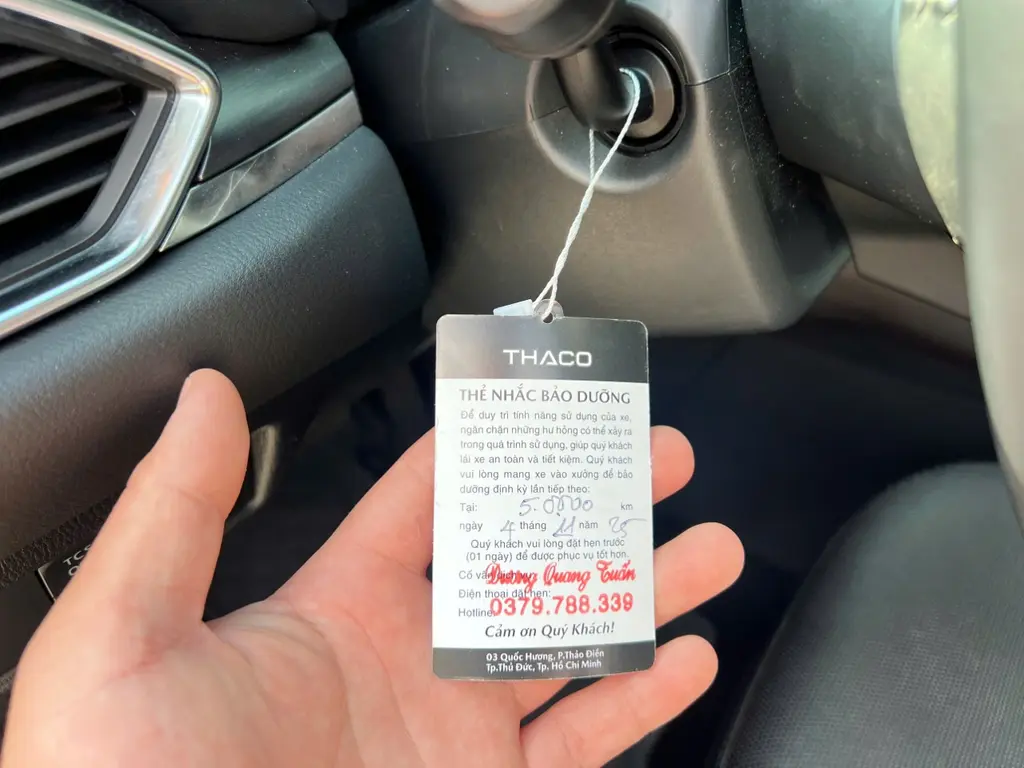 THACO
THẺ NHẮC BẢO DƯỠNG
Để duy trì tính năng sử dụng của xe,
ngăn chặn những hư hỏng có thể xảy ra
trong quá trình sử dụng, giúp quý khách
lái xe an toàn và tiết kiệm. Quý khách
vui lòng mang xe vào xưởng để bảo
dưỡng định kỳ lần tiếp theo:
Tại: km
ngày 4 tháng 11 năm 25
Quý khách vui lòng đặt hẹn trước
(01 ngày) để được phục vụ tốt hơn.
Cố vấn Dương Quang Tuấn
Điện thoại đặt hẹn:
Hotline: 0379.788.339
Cảm ơn Quý Khách!
03 Quốc Hương, P.Thảo Điền
Tp.Thủ Đức, Tp. Hồ Chí Minh